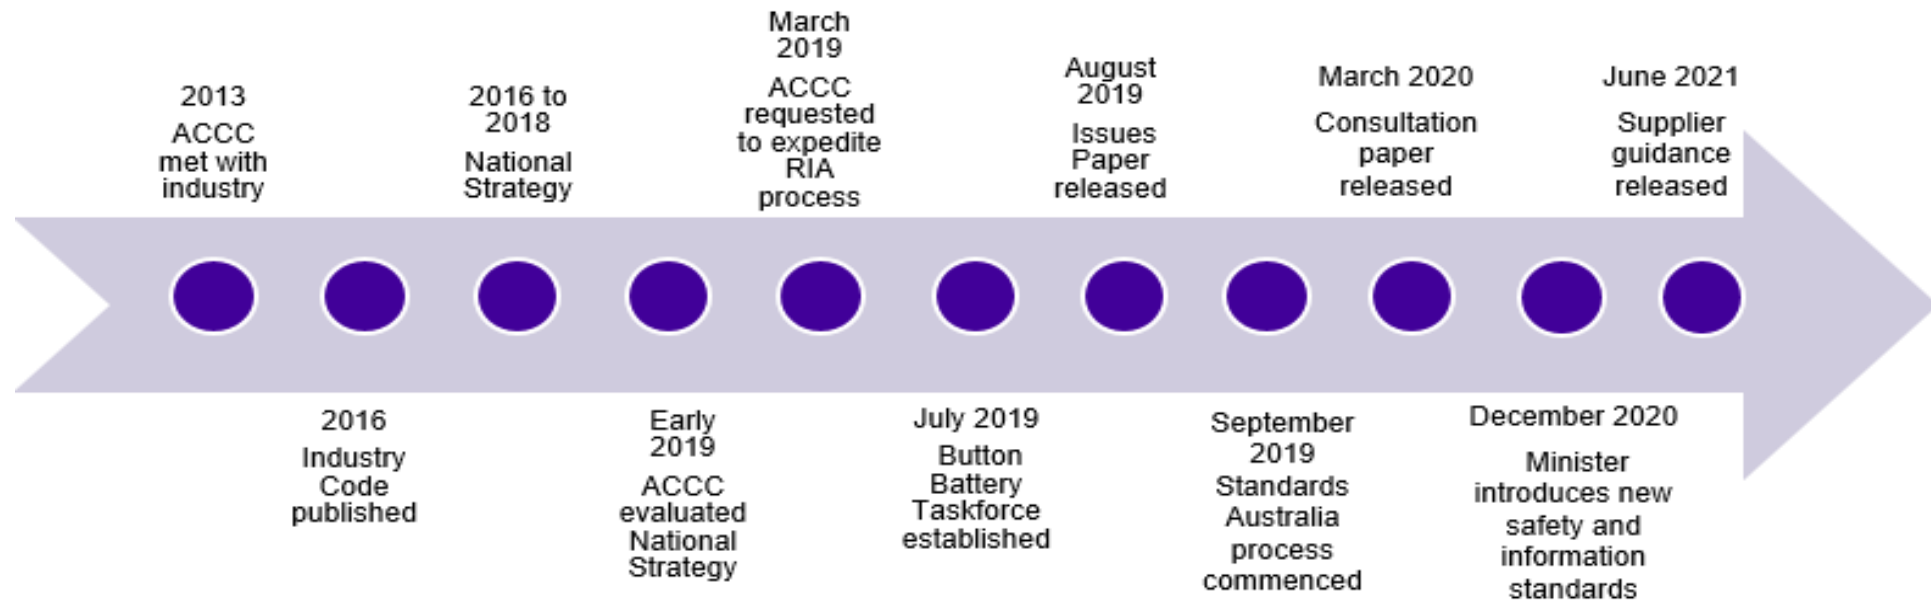 2013
ACCC
met with
industry
2016
Industry
Code
published
2016 to
2018
National
Strategy
Early
2019
ACCC
evaluated
National
Strategy
March
2019
ACCC
requested
to expedite
RIA
process
July 2019
Button
Battery
Taskforce
established
August
2019
Issues
Paper
released
September
2019
Standards
Australia
process
commenced
March 2020
Consultation
paper
released
December 2020
Minister
introduces new
safety and
information
standards
June 2021
Supplier
guidance
released